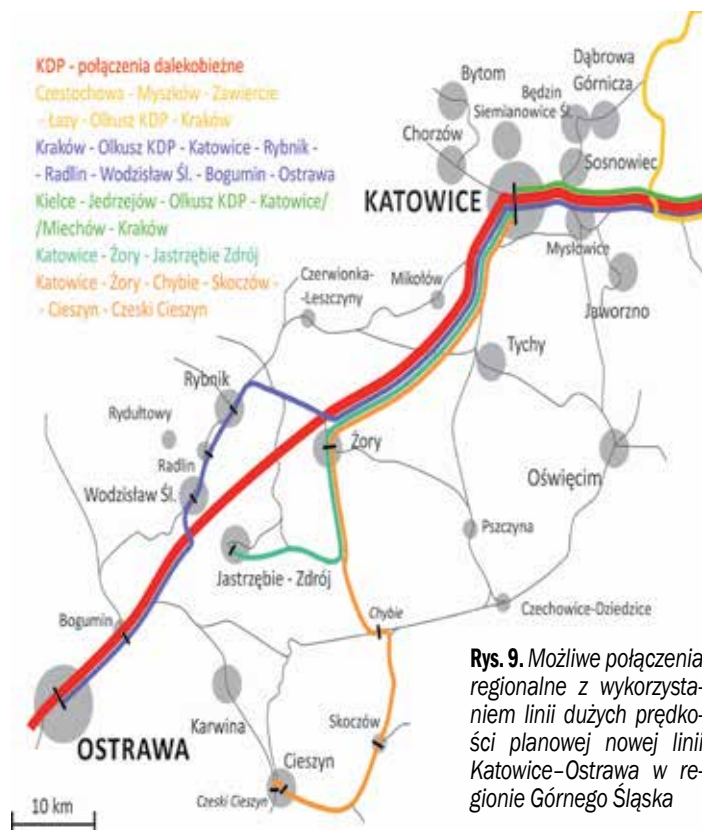 KDP - połączenia dalekobieżne
Czestochowa - Myszków - Zawiercie -
- Łazy - Olkusz KDP - Kraków
Kraków - Olkusz KDP - Katowice - Rybnik -
- Radlin - Wodzisław Śl. - Bogumin - Ostrawa
Kielce - Jedrzejów - Olkusz KDP - Katowice/
/Miechów - Kraków
Katowice - Żory - Jastrzębie Zdrój
Katowice - Żory - Chybie - Skoczów -
- Cieszyn - Czeski Cieszyn
Bytom
Będzin
Dąbrowa
Górnicza
Siemianowice Śl.
Chorzów
Sosnowiec
KATOWICE
Mysłowice
Jaworzno
Czerwionka-
-Leszczyny
Mikołów
Tychy
Rybnik
Rydułtowy
Radlin
Wodzisław Śl.
Żory
Oświęcim
Pszczyna
Jastrzębie - Zdrój
Czechowice-Dziedzice
Bogumin
Chybie
Karwina
Skoczów
OSTRAWA
Cieszyn
Czeski Cieszyn
10 km
Rys. 9. Możliwe połączenia
regionalne z wykorzysta-
niem linii dużych prędko-
ści planowej nowej linii
Katowice–Ostrawa w re-
gionie Górnego Śląska